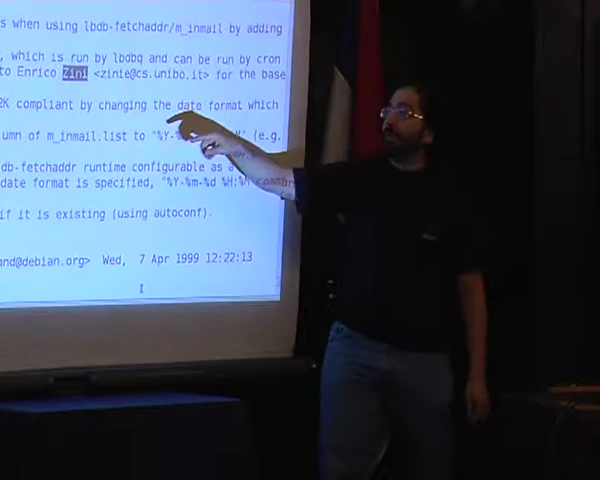 s when using lbdb-fetchaddr/m_inmail by adding
, which is run by lbdbq and can be run by cron
to Enrico Zini <zinie@cs.unibo.it> for the base
2K compliant by changing the date format which
umn of m_inmail.list to "%Y- (e.g.
db-fetchaddr runtime configurable as a
date format is specified, "%Y-%m-%d %H:%M
if it is existing (using autoconf).
and@debian.org> Wed, 7 Apr 1999 12:22:13